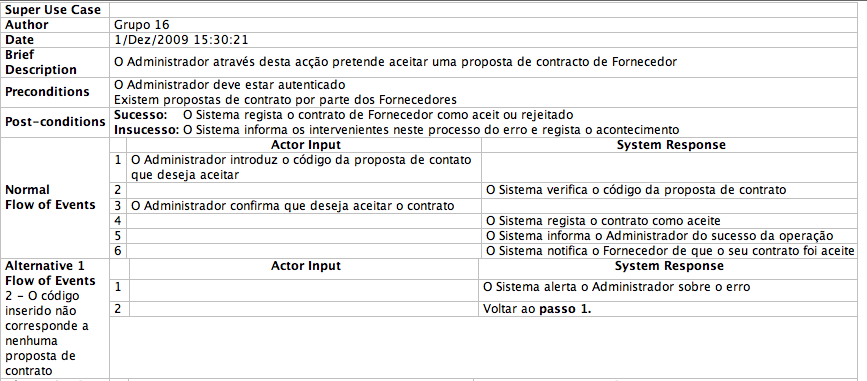 Super Use Case
Author Grupo 16
Date 1/Dez/2009 15:30:21
Brief
Description O Administrador através desta acção pretende aceitar uma proposta de contracto de Fornecedor
Preconditions O Administrador deve estar autenticado
Existem propostas de contrato por parte dos Fornecedores
Post-conditions Sucesso: O Sistema regista o contrato de Fornecedor como aceit ou rejeitado
Insucesso: O Sistema informa os intervenientes neste processo do erro e regista o acontecimento
Normal
Flow of Events
Actor Input System Response
1 O Administrador introduz o código da proposta de contato
que deseja aceitar
2 O Sistema verifica o código da proposta de contrato
3 O Administrador confirma que deseja aceitar o contrato
4 O Sistema regista o contrato como aceite
5 O Sistema informa o Administrador do sucesso da operação
6 O Sistema notifica o Fornecedor de que o seu contrato foi aceite
Alternative 1
Flow of Events
2 - O código
inserido não
corresponde a
nenhuma
proposta de
contrato
Actor Input System Response
1 O Sistema alerta o Administrador sobre o erro
2 Voltar ao passo 1.